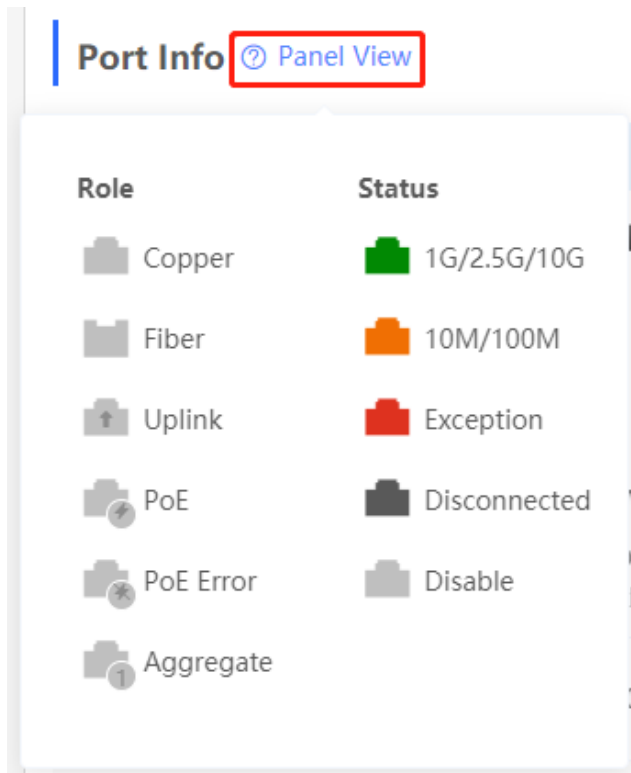 Port Info Panel View
Role Status
Copper 1G/2.5G/10G
Fiber 10M/100M
Uplink Exception
PoE Disconnected
PoE Error Disable
1 Aggregate